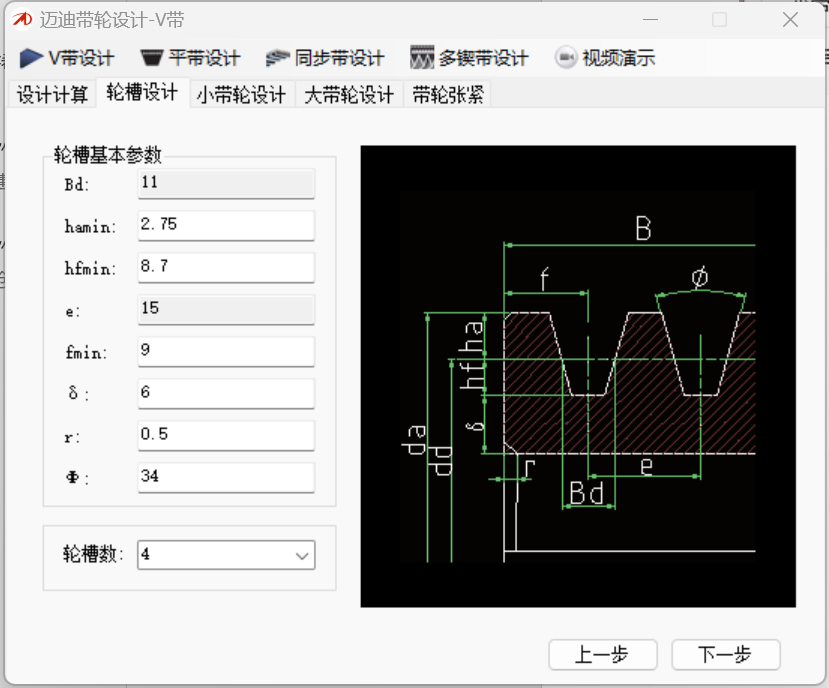 迈迪带轮设计-V带
V带设计 平带设计 同步带设计 多锲带设计 视频演示
设计计算 轮槽设计 小带轮设计 大带轮设计 带轮张紧
轮槽基本参数
Bd: 11
hamin: 2.75
hfmin: 8.7
e: 15
fmin: 9
δ: 6
r: 0.5
Φ: 34
轮槽数: 4
B
f
ϕ
ha
hf
δ
da
dd
r
e
Bd
上一步 下一步